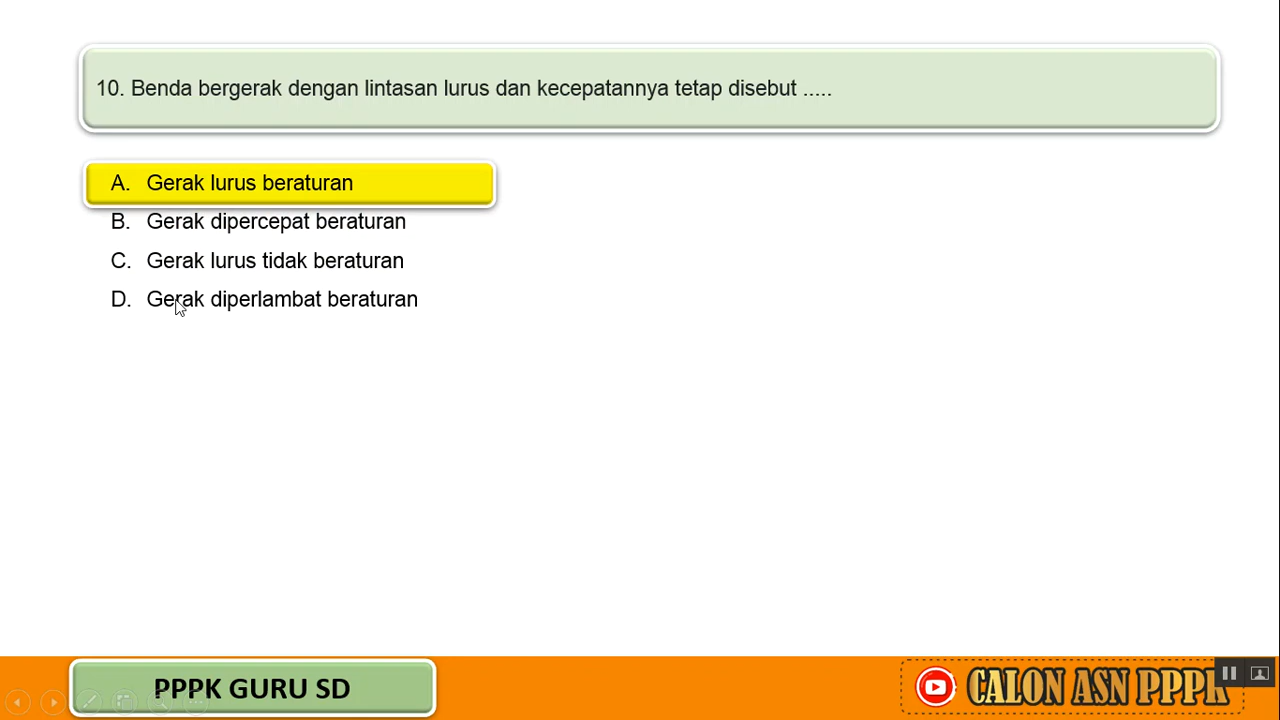 10. Benda bergerak dengan lintasan lurus dan kecepatannya tetap disebut .....
A. Gerak lurus beraturan
B. Gerak dipercepat beraturan
C. Gerak lurus tidak beraturan
D. Gerak diperlambat beraturan
PPPK GURU SD
CALON ASN PPPK